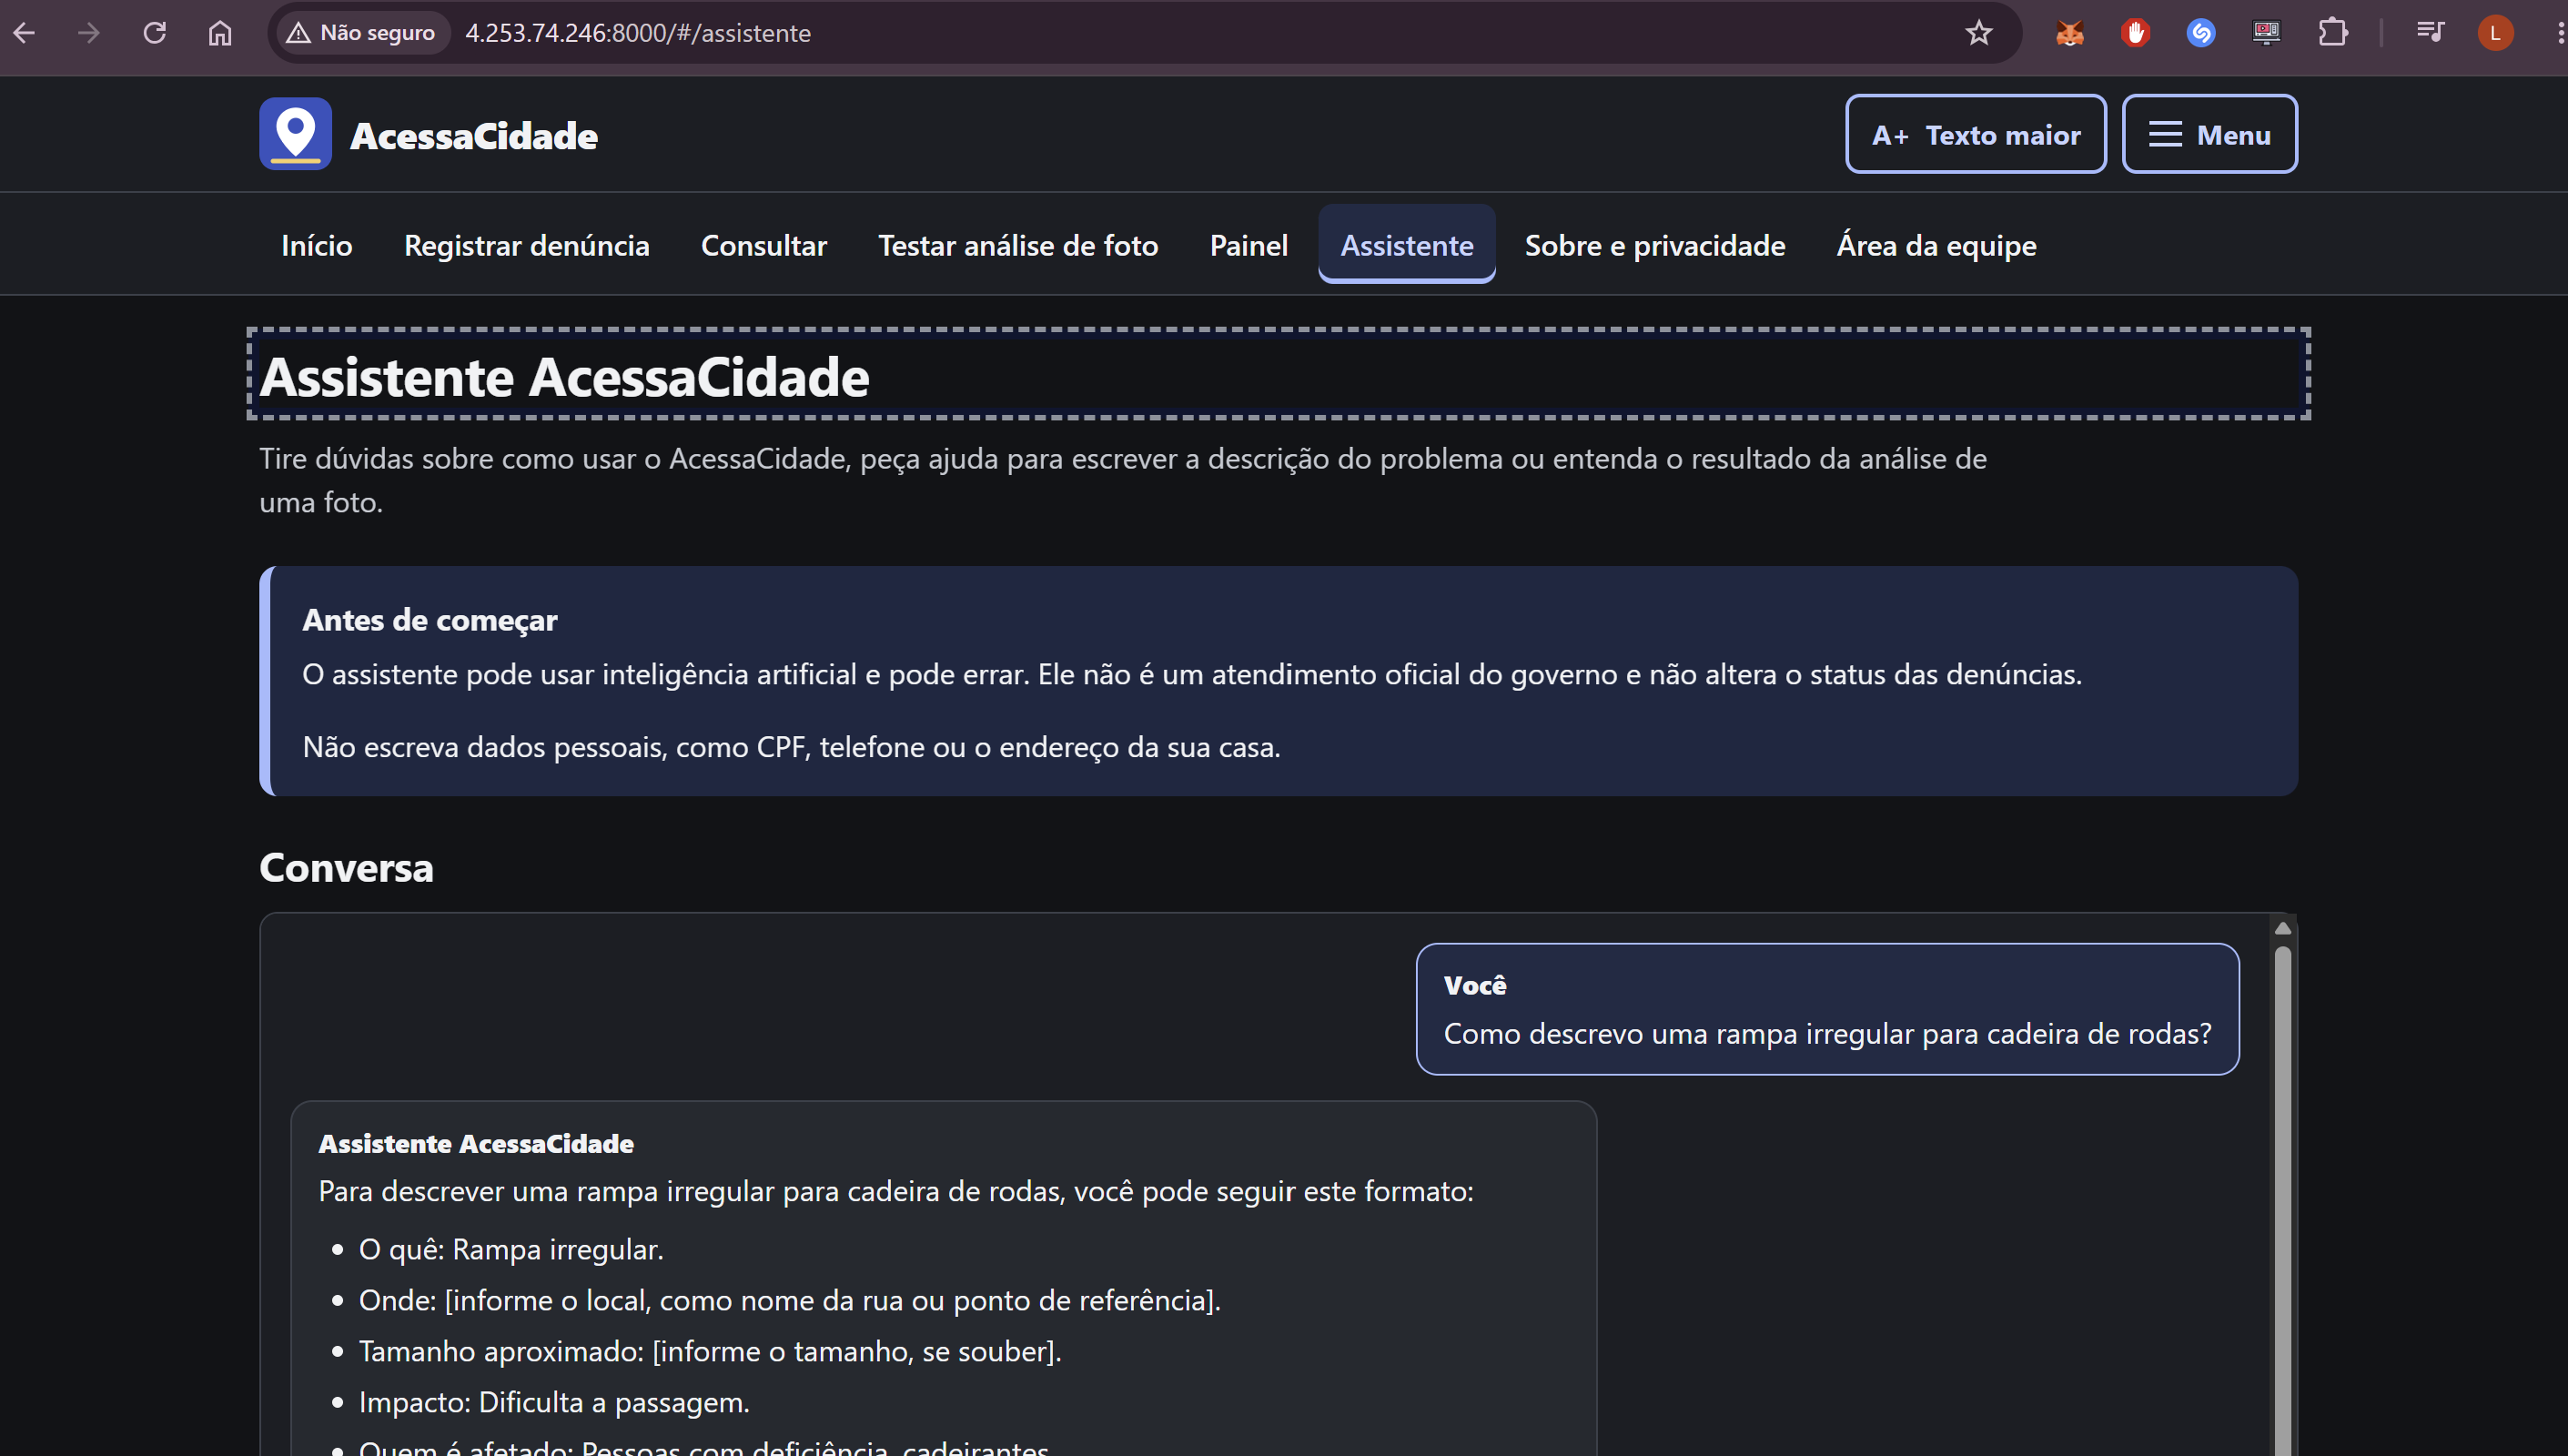 Não seguro
4.253.74.246:8000/#/assistente
L
AcessaCidade
A+ Texto maior
Menu
Início
Registrar denúncia
Consultar
Testar análise de foto
Painel
Assistente
Sobre e privacidade
Área da equipe
Assistente AcessaCidade
Tire dúvidas sobre como usar o AcessaCidade, peça ajuda para escrever a descrição do problema ou entenda o resultado da análise de
uma foto.
Antes de começar
O assistente pode usar inteligência artificial e pode errar. Ele não é um atendimento oficial do governo e não altera o status das denúncias.
Não escreva dados pessoais, como CPF, telefone ou o endereço da sua casa.
Conversa
Você
Como descrevo uma rampa irregular para cadeira de rodas?
Assistente AcessaCidade
Para descrever uma rampa irregular para cadeira de rodas, você pode seguir este formato:
• O quê: Rampa irregular.
• Onde: [informe o local, como nome da rua ou ponto de referência].
• Tamanho aproximado: [informe o tamanho, se souber].
• Impacto: Dificulta a passagem.
• Quem é afetado: Pessoas com deficiência, cadeirantes